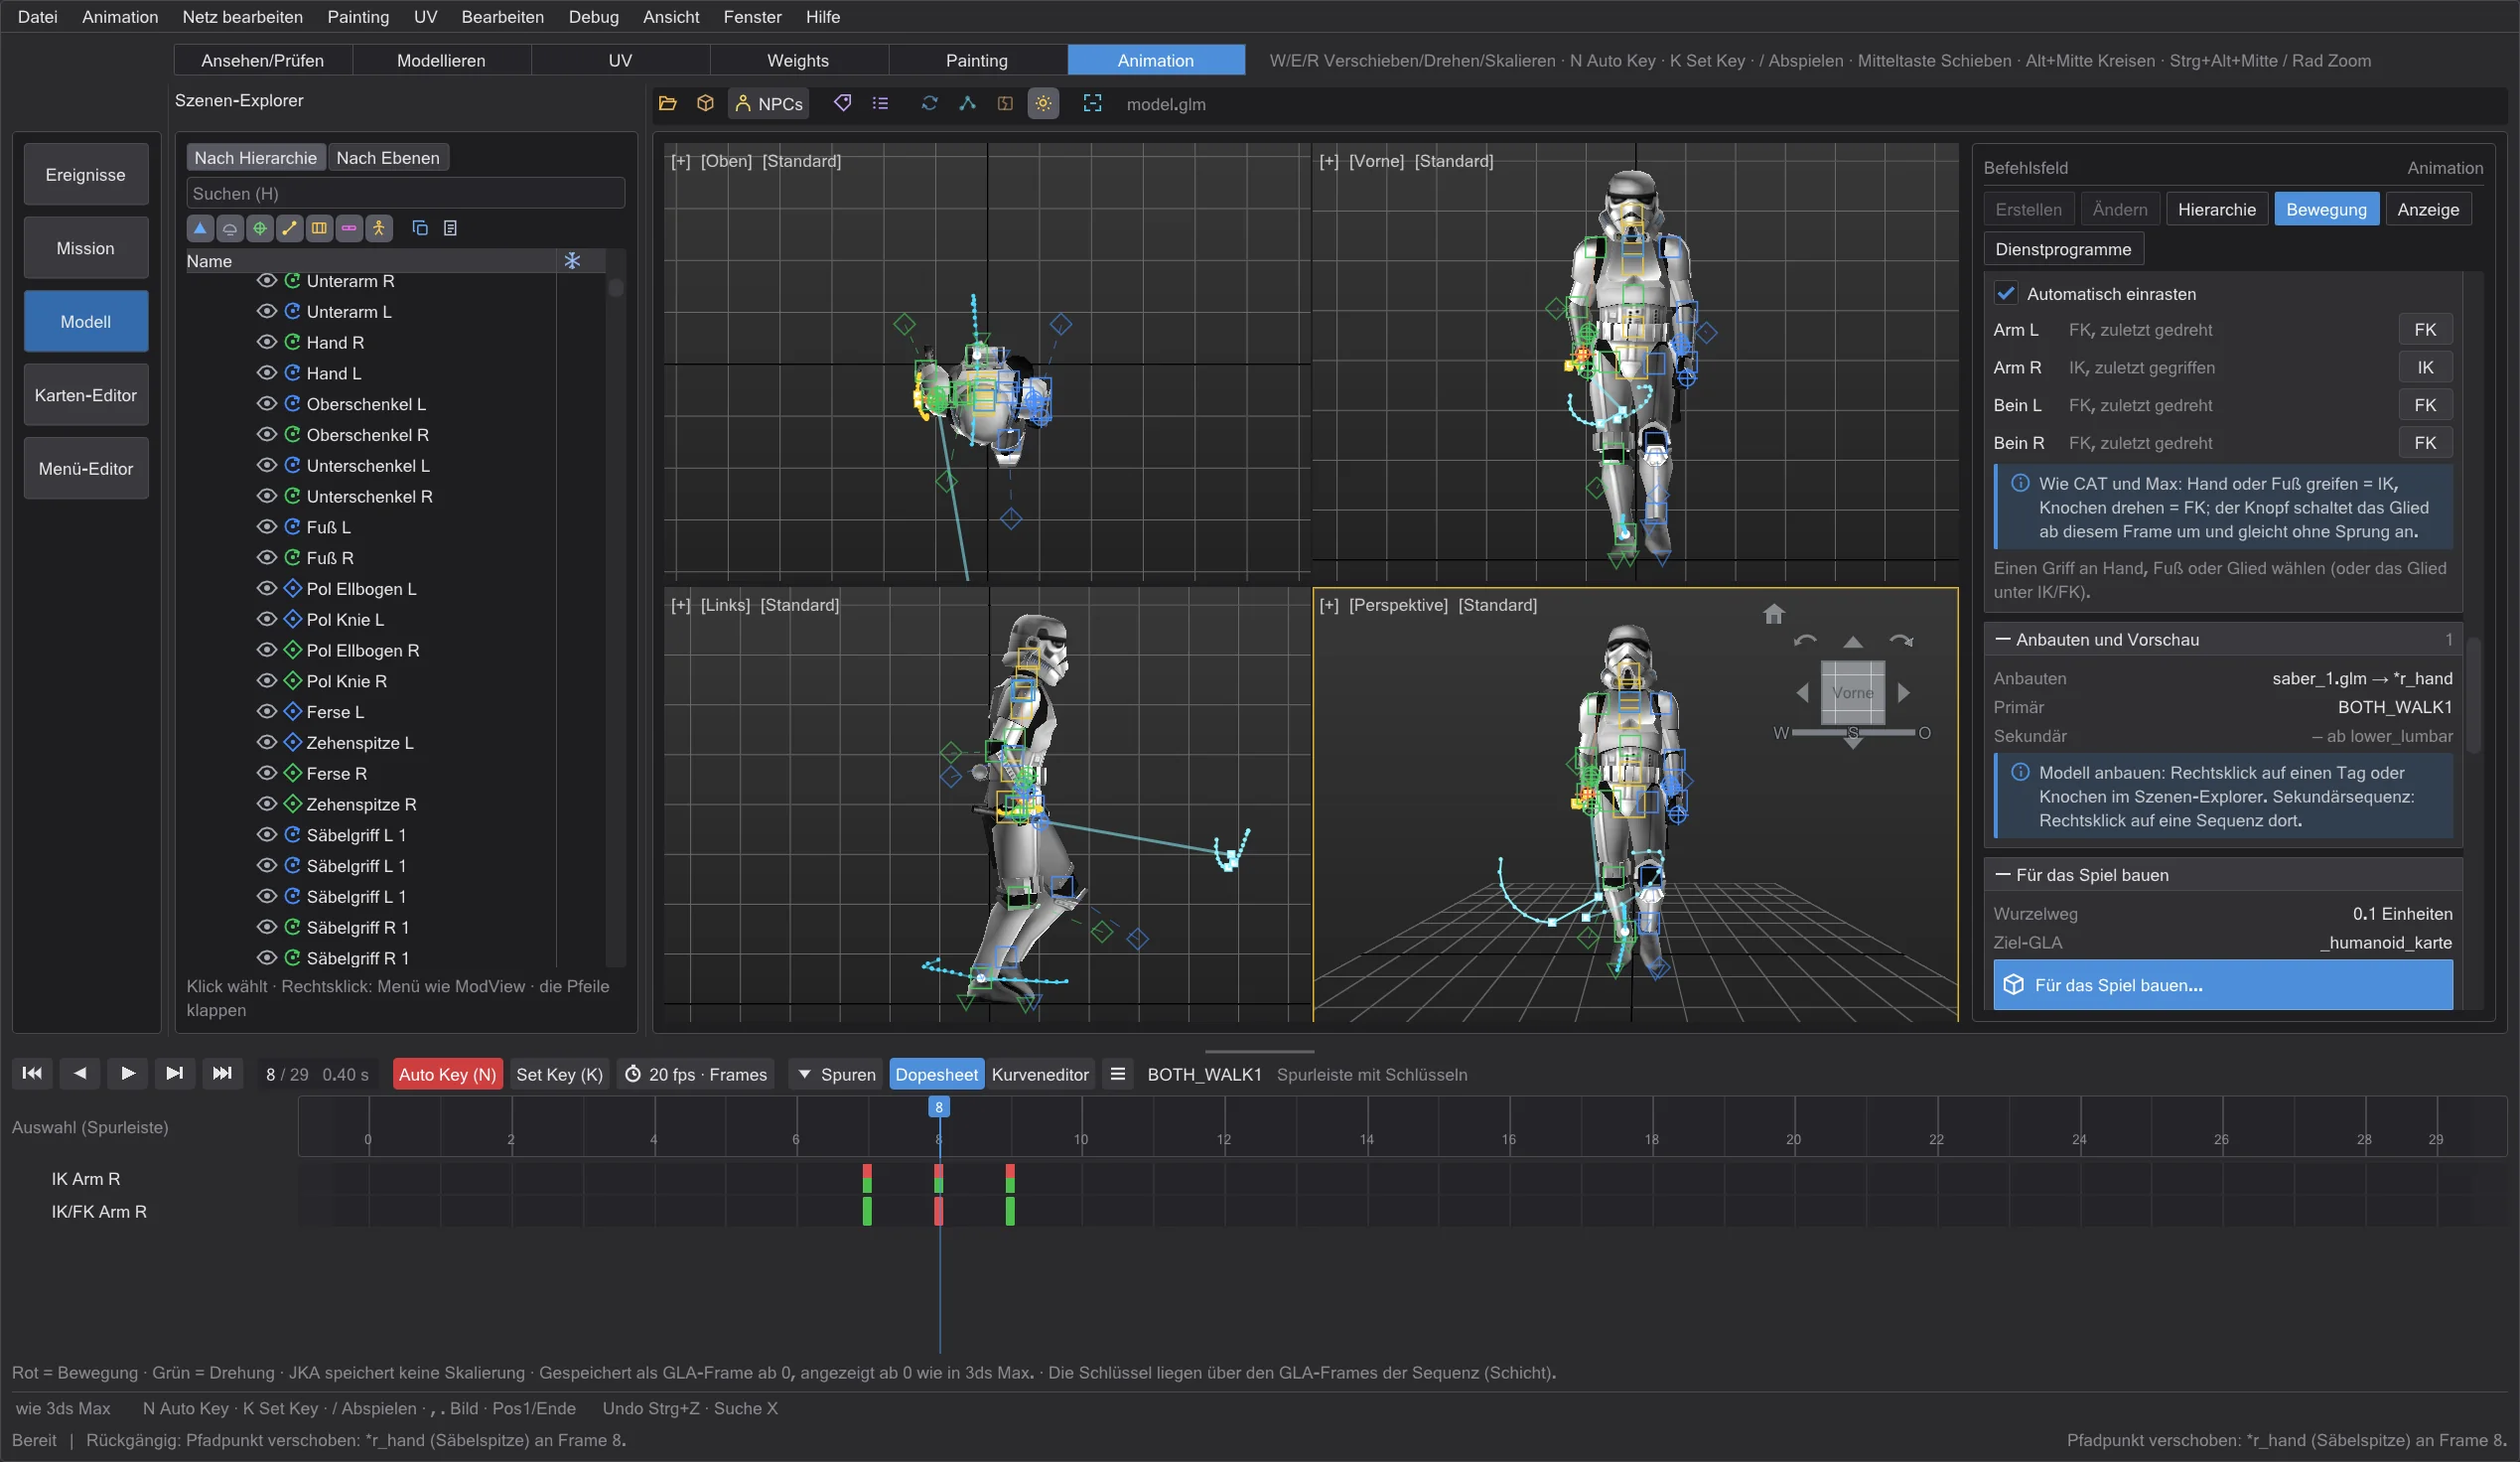 Datei Animation Netz bearbeiten Painting UV Bearbeiten Debug Ansicht Fenster Hilfe
Ansehen/Prüfen Modellieren UV Weights Painting Animation W/E/R Verschieben/Drehen/Skalieren · N Auto Key · K Set Key · / Abspielen · Mitteltaste Schieben · Alt+Mitte Kreisen · Strg+Alt+Mitte / Rad Zoom
Szenen-Explorer
NPCs model.glm
Ereignisse
Mission
Modell
Karten-Editor
Menü-Editor
Nach Hierarchie Nach Ebenen
Suchen (H)
Name
Unterarm R
Unterarm L
Hand R
Hand L
Oberschenkel L
Oberschenkel R
Unterschenkel L
Unterschenkel R
Fuß L
Fuß R
Pol Ellbogen L
Pol Knie L
Pol Ellbogen R
Pol Knie R
Ferse L
Zehenspitze L
Ferse R
Zehenspitze R
Säbelgriff L 1
Säbelgriff L 1
Säbelgriff L 1
Säbelgriff R 1
Säbelgriff R 1
Klick wählt · Rechtsklick: Menü wie ModView · die Pfeile
klappen
[+] [Oben] [Standard]
[+] [Vorne] [Standard]
[+] [Links] [Standard]
[+] [Perspektive] [Standard]
Vorne
W S O
Befehlsfeld Animation
Erstellen Ändern Hierarchie Bewegung Anzeige
Dienstprogramme
Automatisch einrasten
Arm L FK, zuletzt gedreht FK
Arm R IK, zuletzt gegriffen IK
Bein L FK, zuletzt gedreht FK
Bein R FK, zuletzt gedreht FK
Wie CAT und Max: Hand oder Fuß greifen = IK,
Knochen drehen = FK; der Knopf schaltet das Glied
ab diesem Frame um und gleicht ohne Sprung an.
Einen Griff an Hand, Fuß oder Glied wählen (oder das Glied
unter IK/FK).
Anbauten und Vorschau 1
Anbauten saber_1.glm → *r_hand
Primär BOTH_WALK1
Sekundär – ab lower_lumbar
Modell anbauen: Rechtsklick auf einen Tag oder
Knochen im Szenen-Explorer. Sekundärsequenz:
Rechtsklick auf eine Sequenz dort.
Für das Spiel bauen
Wurzelweg 0.1 Einheiten
Ziel-GLA _humanoid_karte
Für das Spiel bauen...
8 / 29 0.40 s Auto Key (N) Set Key (K) 20 fps · Frames Spuren Dopesheet Kurveneditor BOTH_WALK1 Spurleiste mit Schlüsseln
8
Auswahl (Spurleiste)
0 2 4 6 8 10 12 14 16 18 20 22 24 26 28 29
IK Arm R
IK/FK Arm R
Rot = Bewegung · Grün = Drehung · JKA speichert keine Skalierung · Gespeichert als GLA-Frame ab 0, angezeigt ab 0 wie in 3ds Max. · Die Schlüssel liegen über den GLA-Frames der Sequenz (Schicht).
wie 3ds Max N Auto Key · K Set Key · / Abspielen · , . Bild · Pos1/Ende Undo Strg+Z · Suche X
Bereit | Rückgängig: Pfadpunkt verschoben: *r_hand (Säbelspitze) an Frame 8. Pfadpunkt verschoben: *r_hand (Säbelspitze) an Frame 8.